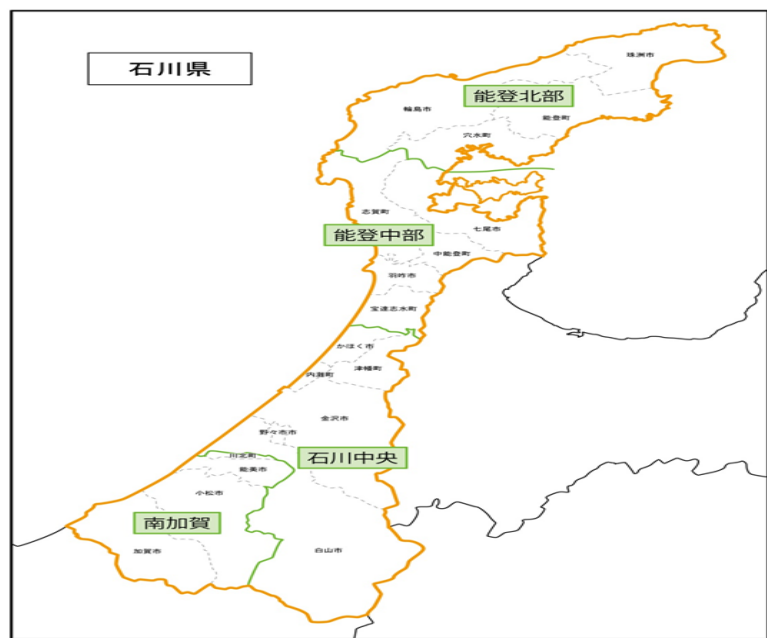 石川県
珠洲市
能登北部
輪島市
能登町
穴水町
志賀町
七尾市
能登中部
中能登町
羽咋市
宝達志水町
かほく市
津幡町
内灘町
金沢市
野々市市
川北町
石川中央
能美市
小松市
南加賀
加賀市
白山市